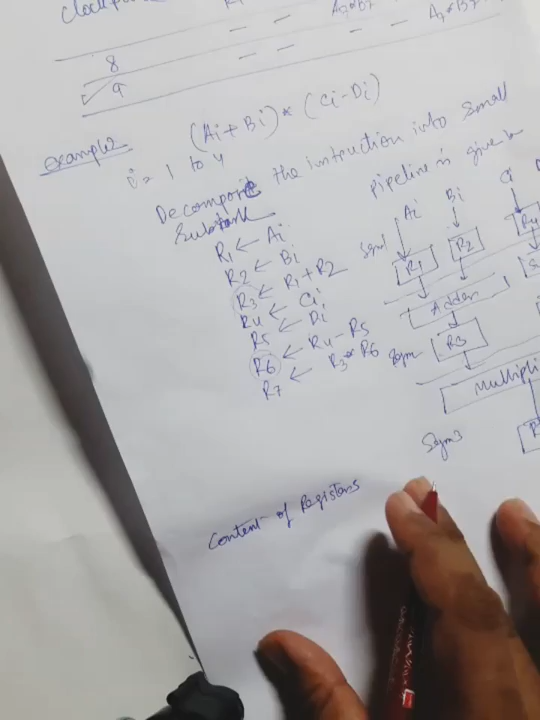 8
9
example
(Ai + Bi) * (Ci - Di)
i = 1 to 4
Decompose the instruction into small
Subtask
pipeline is given
R1 ← Ai
R2 ← Bi
R3 ← R1 + R2
R4 ← Ci
R5 ← Di
R6 ← R4 - R5
R7 ← R3 * R6
Ai Bi Ci
R1 R2 R4
Adder
R3
Multipli
Content of Registers